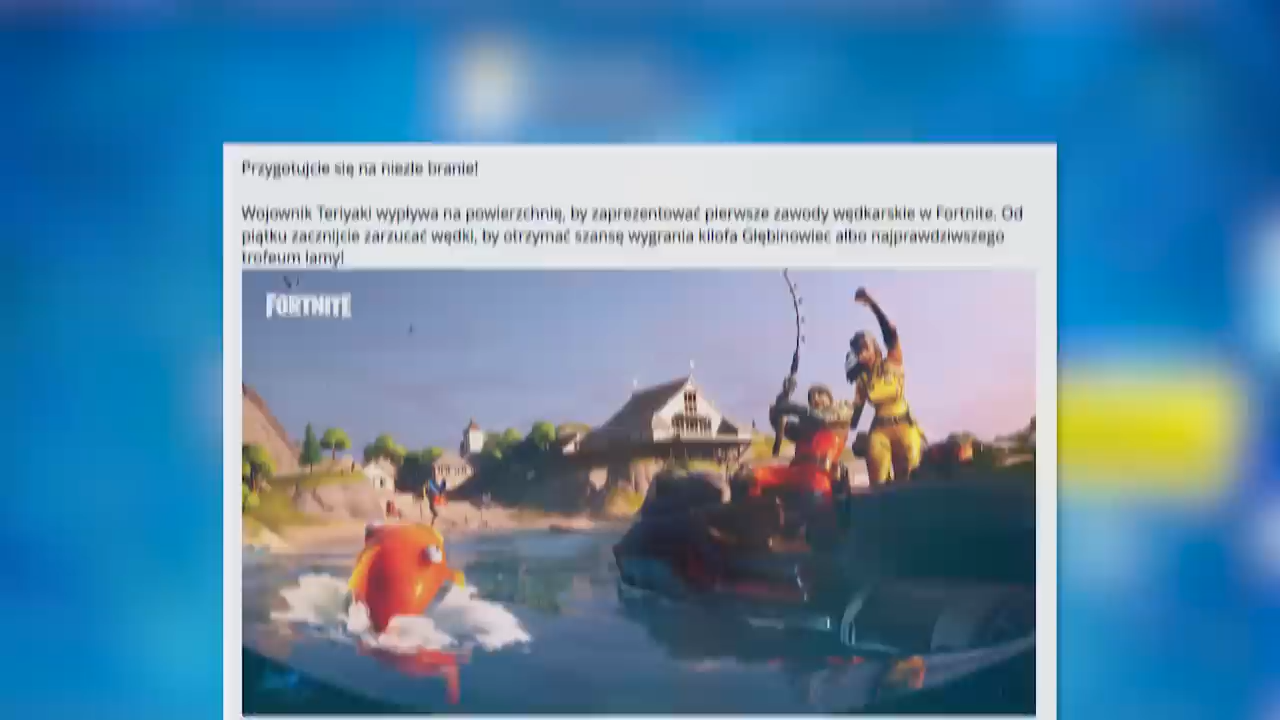 Przygotujcie się na niezłe branie!
Wojownik Teriyaki wypływa na powierzchnię, by zaprezentować pierwsze zawody wędkarskie w Fortnite. Od
piątku zacznijcie zarzucać wędki, by otrzymać szansę wygrania kilofa Głębinowiec albo najprawdziwszego
trofeum lamy!
FORTNITE